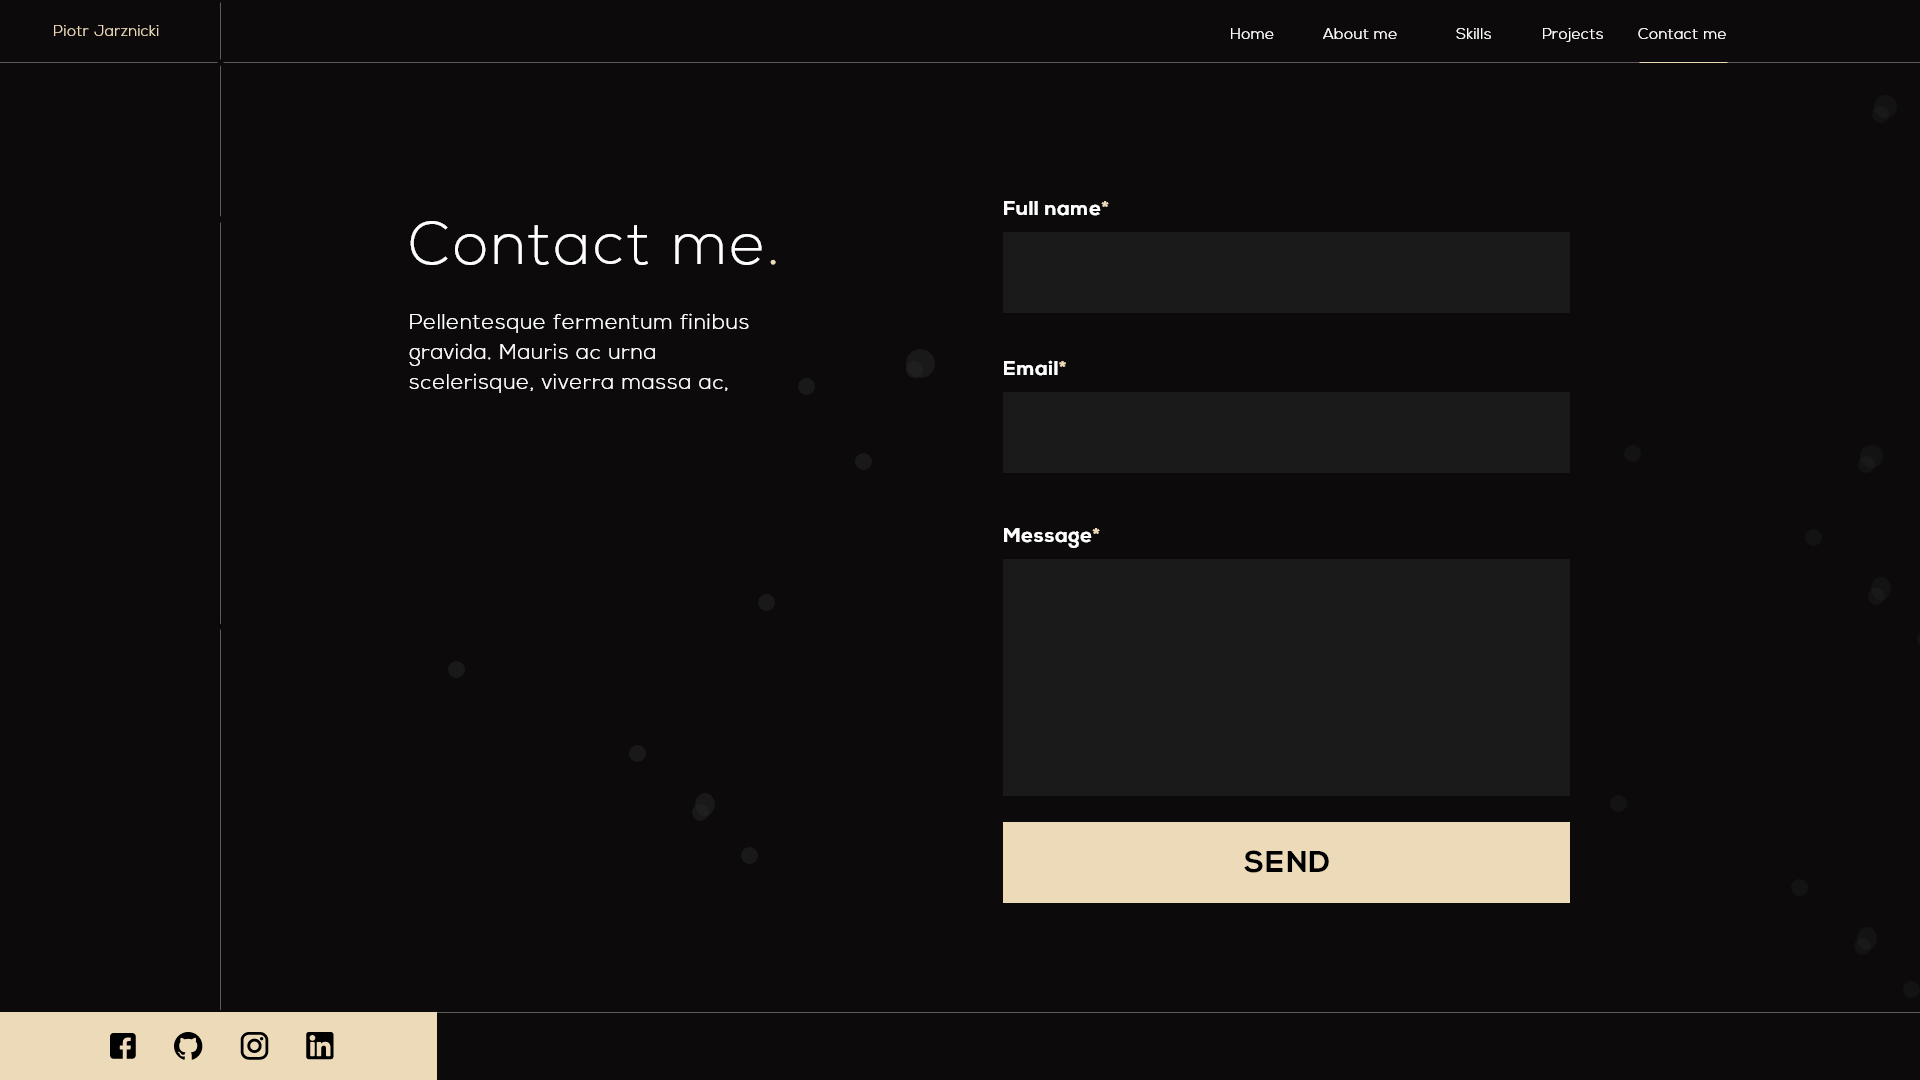 Piotr Jarznicki
Home
About me
Skills
Projects
Contact me
Contact me.
Pellentesque fermentum finibus
gravida. Mauris ac urna
scelerisque, viverra massa ac,
Full name*
Email*
Message*
SEND